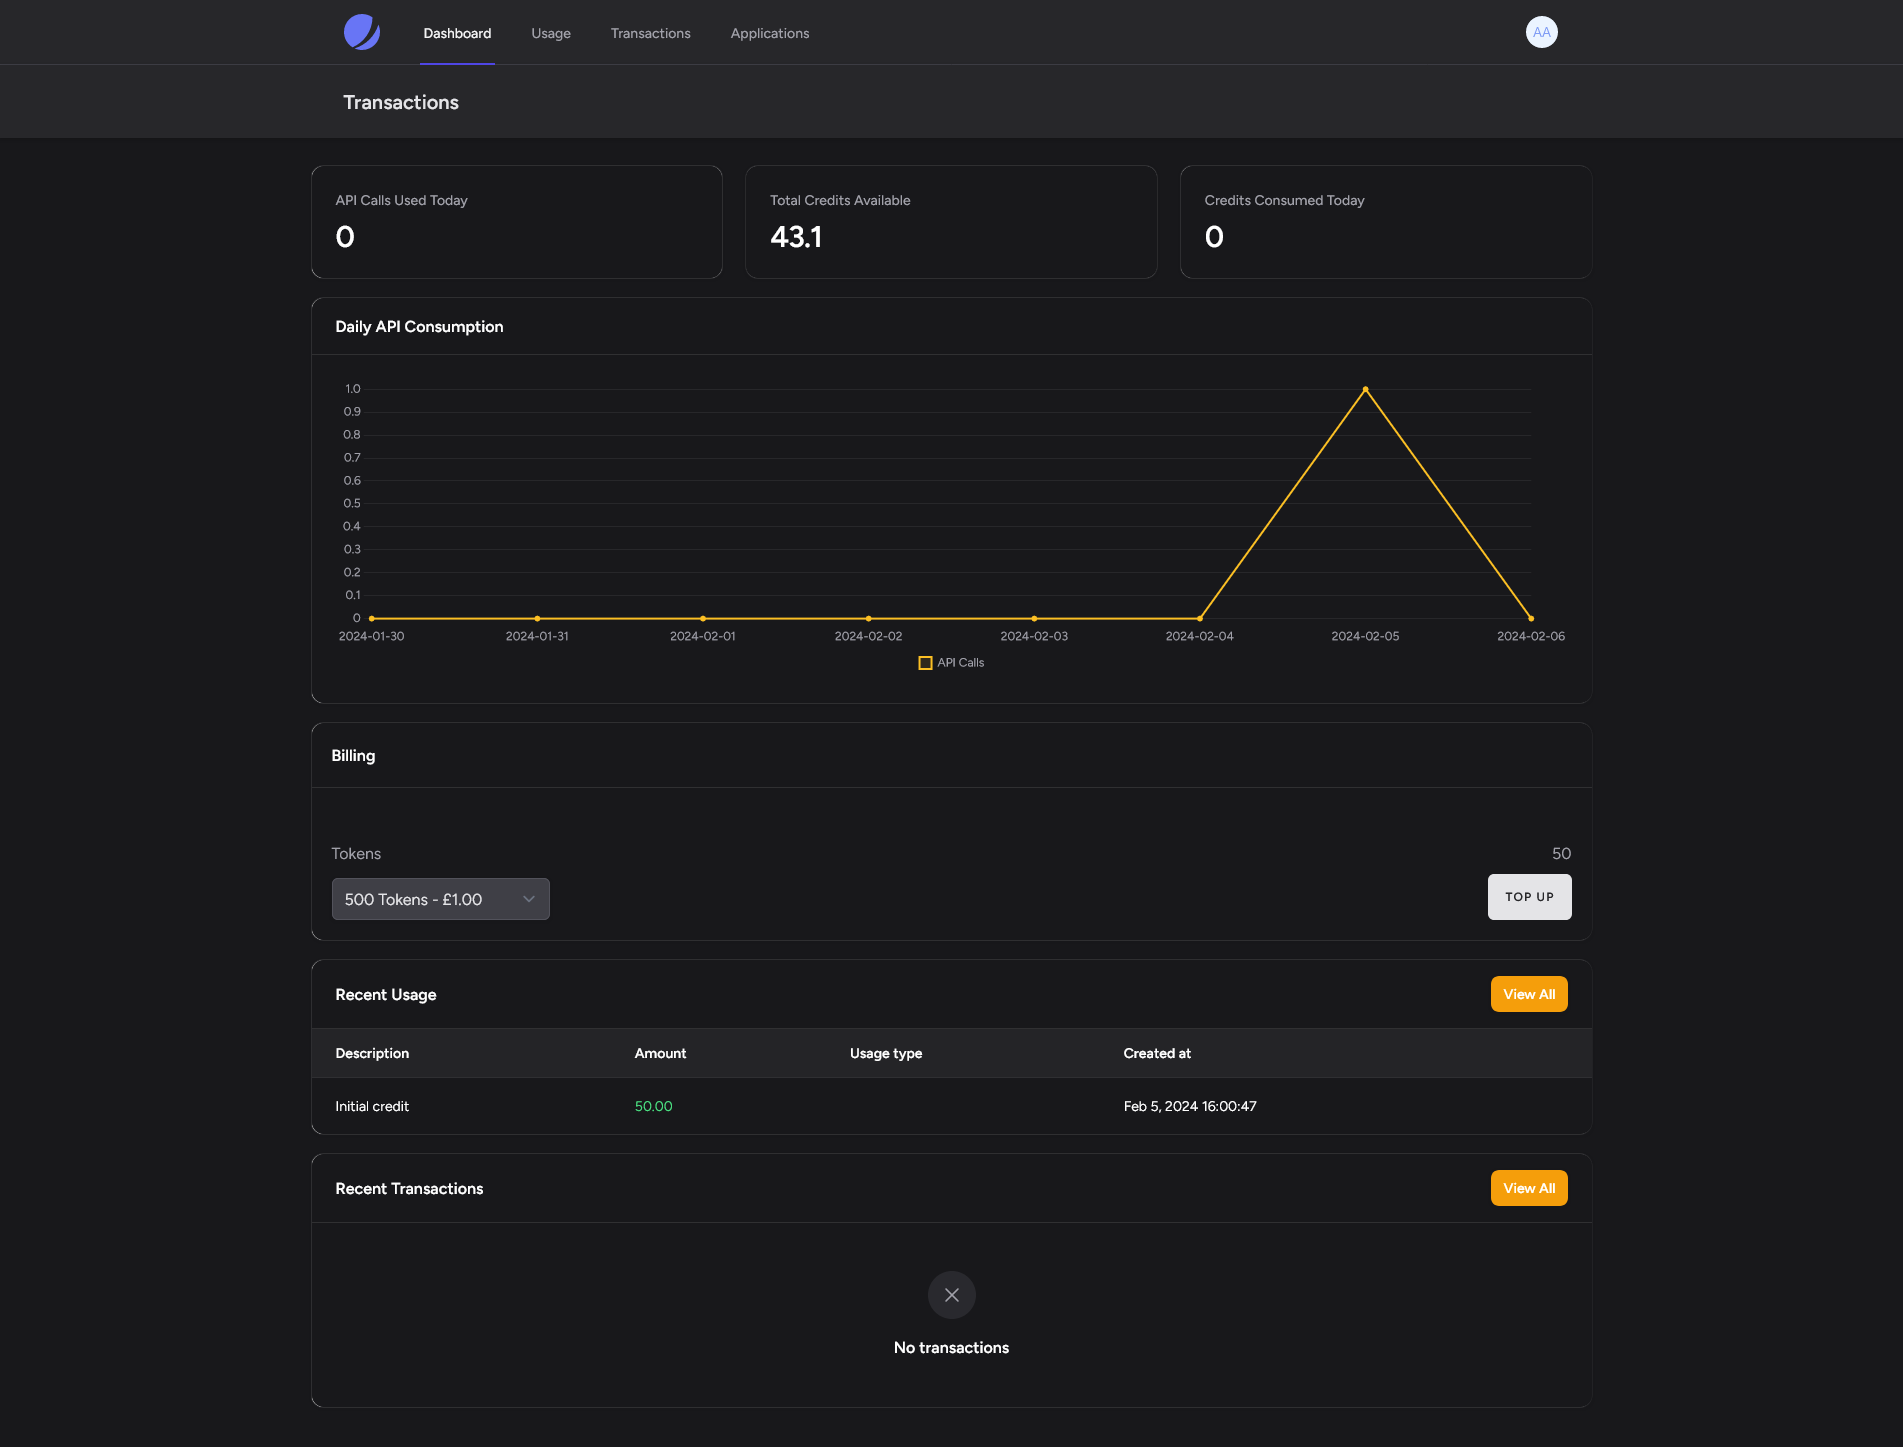 Dashboard
Usage
Transactions
Applications
AA
Transactions
API Calls Used Today
0
Total Credits Available
43.1
Credits Consumed Today
0
Daily API Consumption
1.0
0.9
0.8
0.7
0.6
0.5
0.4
0.3
0.2
0.1
0
2024-01-30
2024-01-31
2024-02-01
2024-02-02
2024-02-03
2024-02-04
2024-02-05
2024-02-06
API Calls
Billing
Tokens
50
500 Tokens - £1.00
TOP UP
Recent Usage
View All
Description
Amount
Usage type
Created at
Initial credit
50.00
Feb 5, 2024 16:00:47
Recent Transactions
View All
No transactions